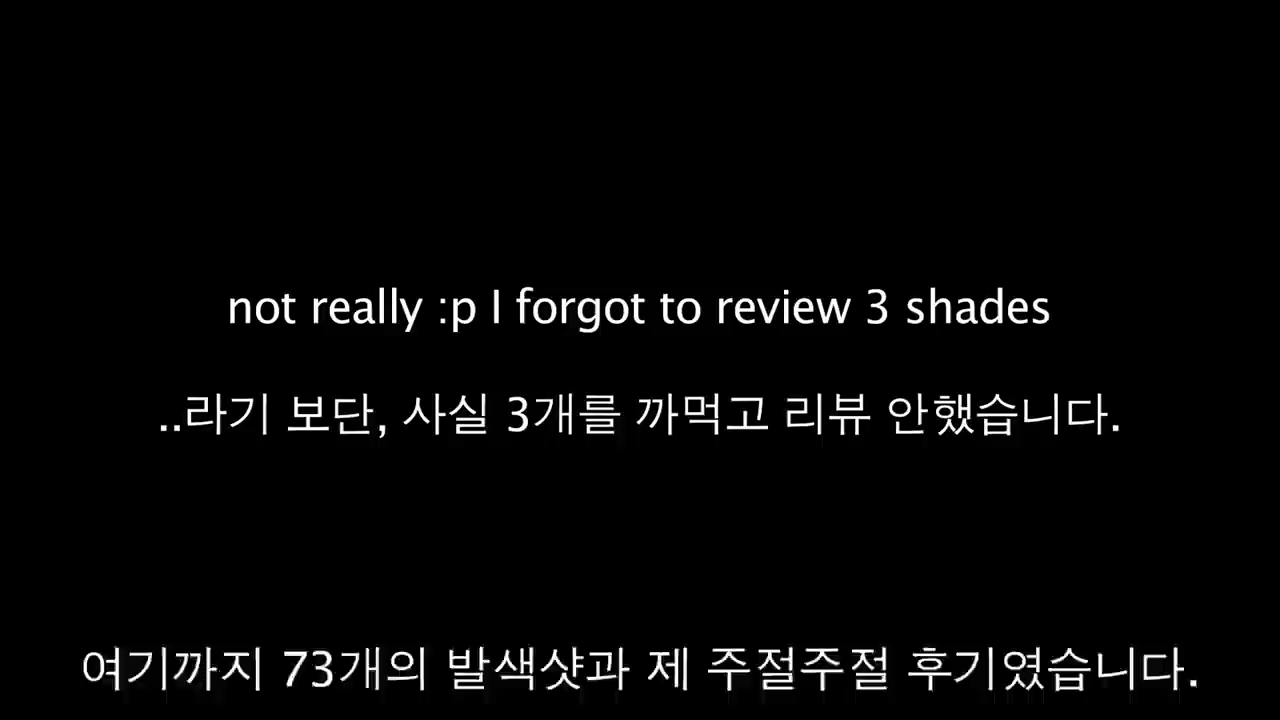 not really :p I forgot to review 3 shades
..라기 보단, 사실 3개를 까먹고 리뷰 안했습니다.
여기까지 73개의 발색샷과 제 주절주절 후기였습니다.